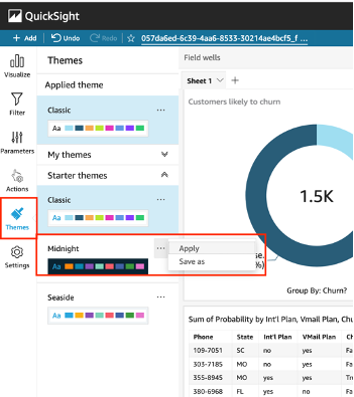 QuickSight
+ Add
Undo
Redo
057da6ed-6c39-4aa6-8533-30214ae4bcf5_f ...
Visualize
Filter
Parameters
Actions
Themes
Settings
Themes
Applied theme
Classic
Aa
My themes
Starter themes
Classic
Aa
Midnight
Aa
Apply
Save as
Seaside
Aa
Field wells
Sheet 1
Customers likely to churn
1.5K
se.
%)
Group By: Churn?
Sum of Probability by Int'l Plan, Vmail Plan, Chu
Phone State Int'l Plan VMail Plan Ch
109-7051 SC no yes Fa
303-7185 MO no no Fa
355-8945 MO yes yes Tr
380-6968 FL yes no Fa